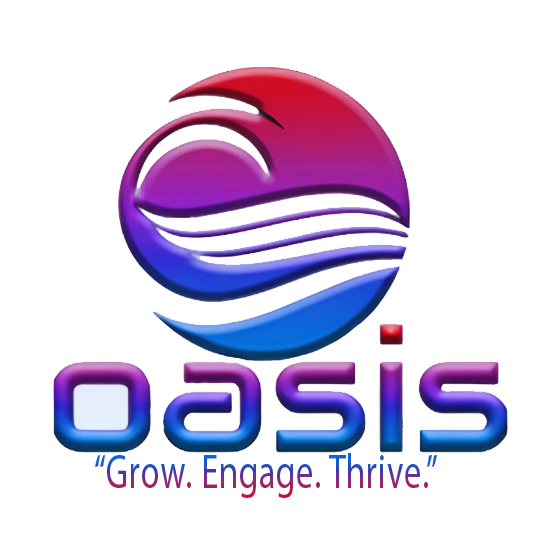 oasis
“Grow. Engage. Thrive.”